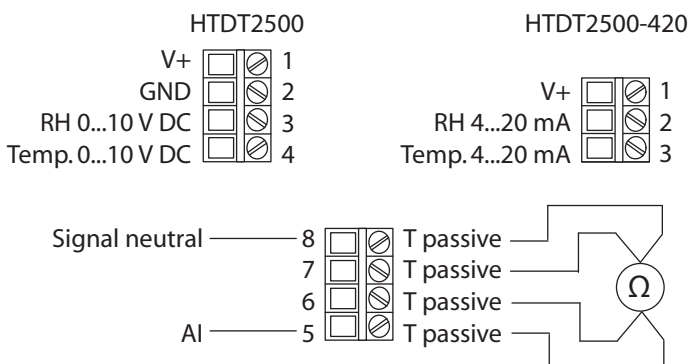 HTDT2500
V+ 1
GND 2
RH 0...10 V DC 3
Temp. 0...10 V DC 4
HTDT2500-420
V+ 1
RH 4...20 mA 2
Temp. 4...20 mA 3
Signal neutral 8 T passive
7 T passive
6 T passive
AI 5 T passive
Ω